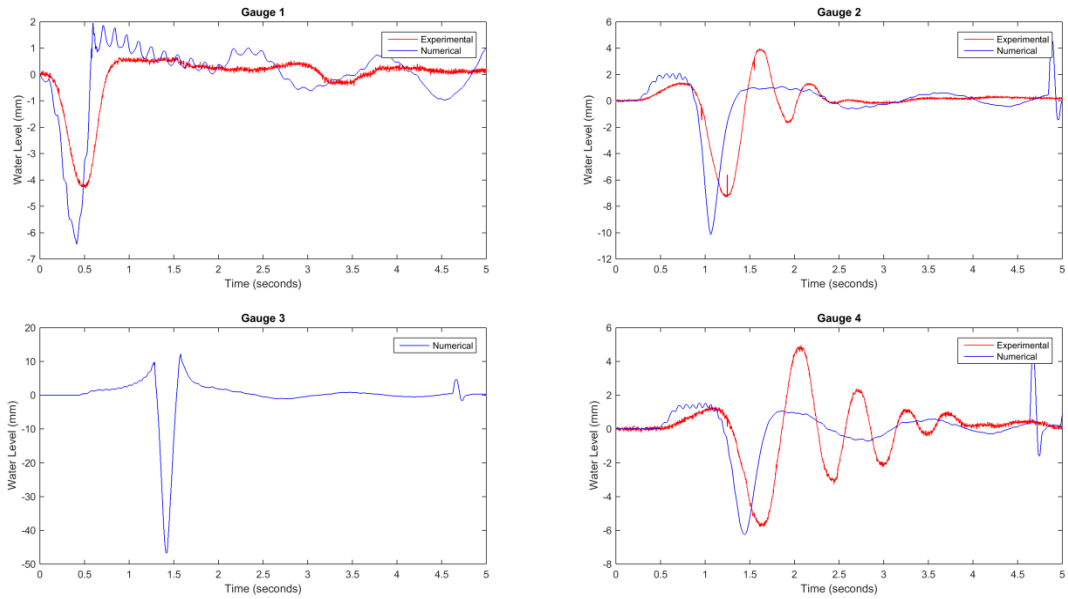 Gauge 1
Water Level (mm)
2
1
0
-1
-2
-3
-4
-5
-6
-7
0 0.5 1 1.5 2 2.5 3 3.5 4 4.5 5
Time (seconds)
Experimental
Numerical
Gauge 2
Water Level (mm)
6
4
2
0
-2
-4
-6
-8
-10
-12
0 0.5 1 1.5 2 2.5 3 3.5 4 4.5 5
Time (seconds)
Experimental
Numerical
Gauge 3
Water Level (mm)
20
10
0
-10
-20
-30
-40
-50
0 0.5 1 1.5 2 2.5 3 3.5 4 4.5 5
Time (seconds)
Numerical
Gauge 4
Water Level (mm)
6
4
2
0
-2
-4
-6
-8
0 0.5 1 1.5 2 2.5 3 3.5 4 4.5 5
Time (seconds)
Experimental
Numerical